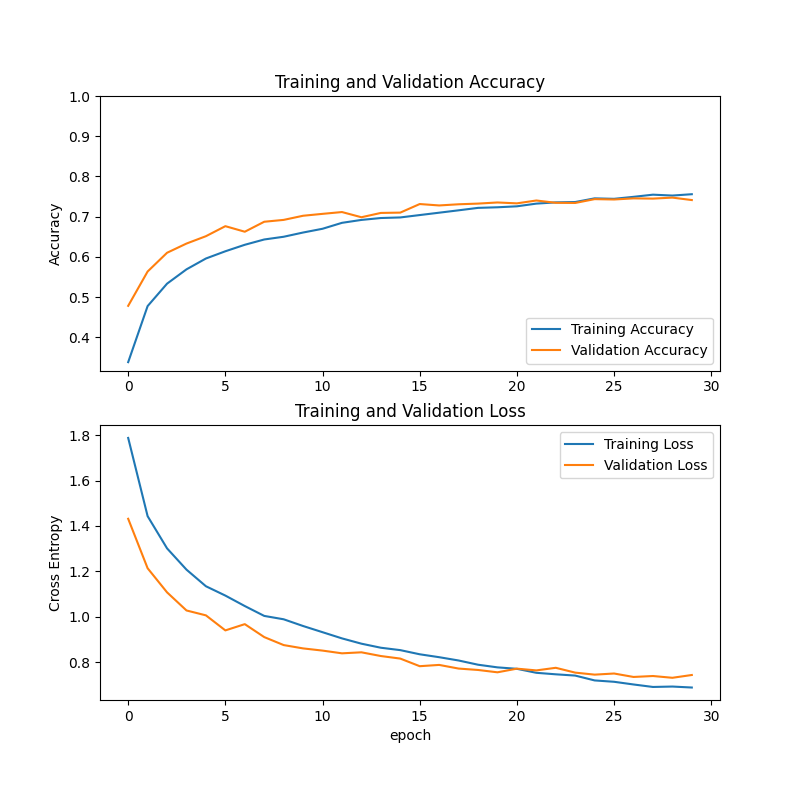 Training and Validation Accuracy
1.0
0.9
0.8
0.7
0.6
0.5
0.4
Accuracy
Training Accuracy
Validation Accuracy
0 5 10 15 20 25 30
Training and Validation Loss
1.8
1.6
1.4
1.2
1.0
0.8
Cross Entropy
Training Loss
Validation Loss
0 5 10 15 20 25 30
epoch